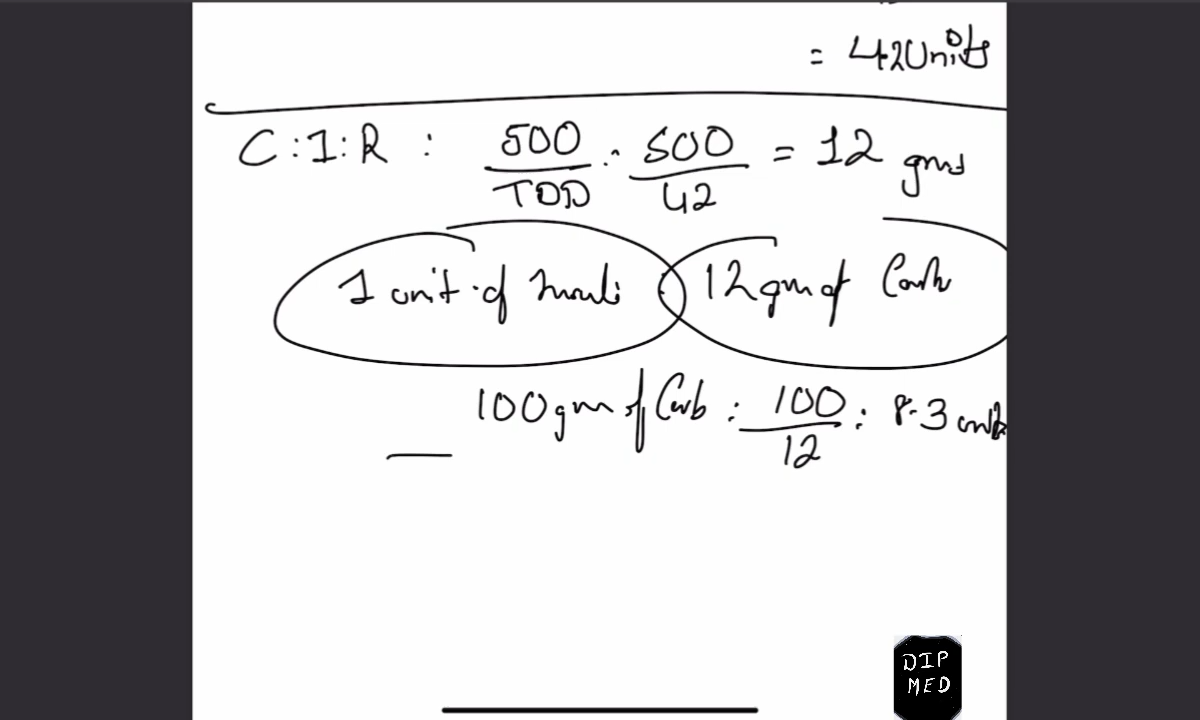 = 42Units
C:I:R : 500/TDD : 500/42 = 12 gms
1 unit of Insuli : 12gm of Carb
100gm of Carb : 100/12 : 8.3 units
DIP
MED